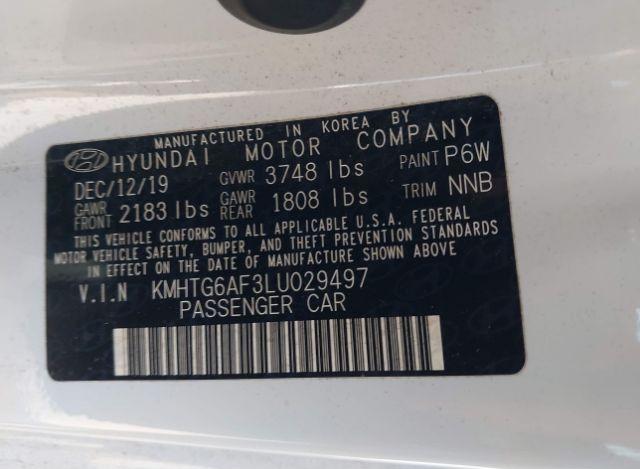 MANUFACTURED IN KOREA BY
HYUNDAI MOTOR COMPANY
DEC/12/19 GVWR 3748 lbs PAINT P6W
GAWR FRONT 2183 lbs GAWR REAR 1808 lbs TRIM NNB
THIS VEHICLE CONFORMS TO ALL APPLICABLE U.S.A. FEDERAL
MOTOR VEHICLE SAFETY, BUMPER, AND THEFT PREVENTION STANDARDS
IN EFFECT ON THE DATE OF MANUFACTURE SHOWN ABOVE
V.I.N KMHTG6AF3LU029497
PASSENGER CAR